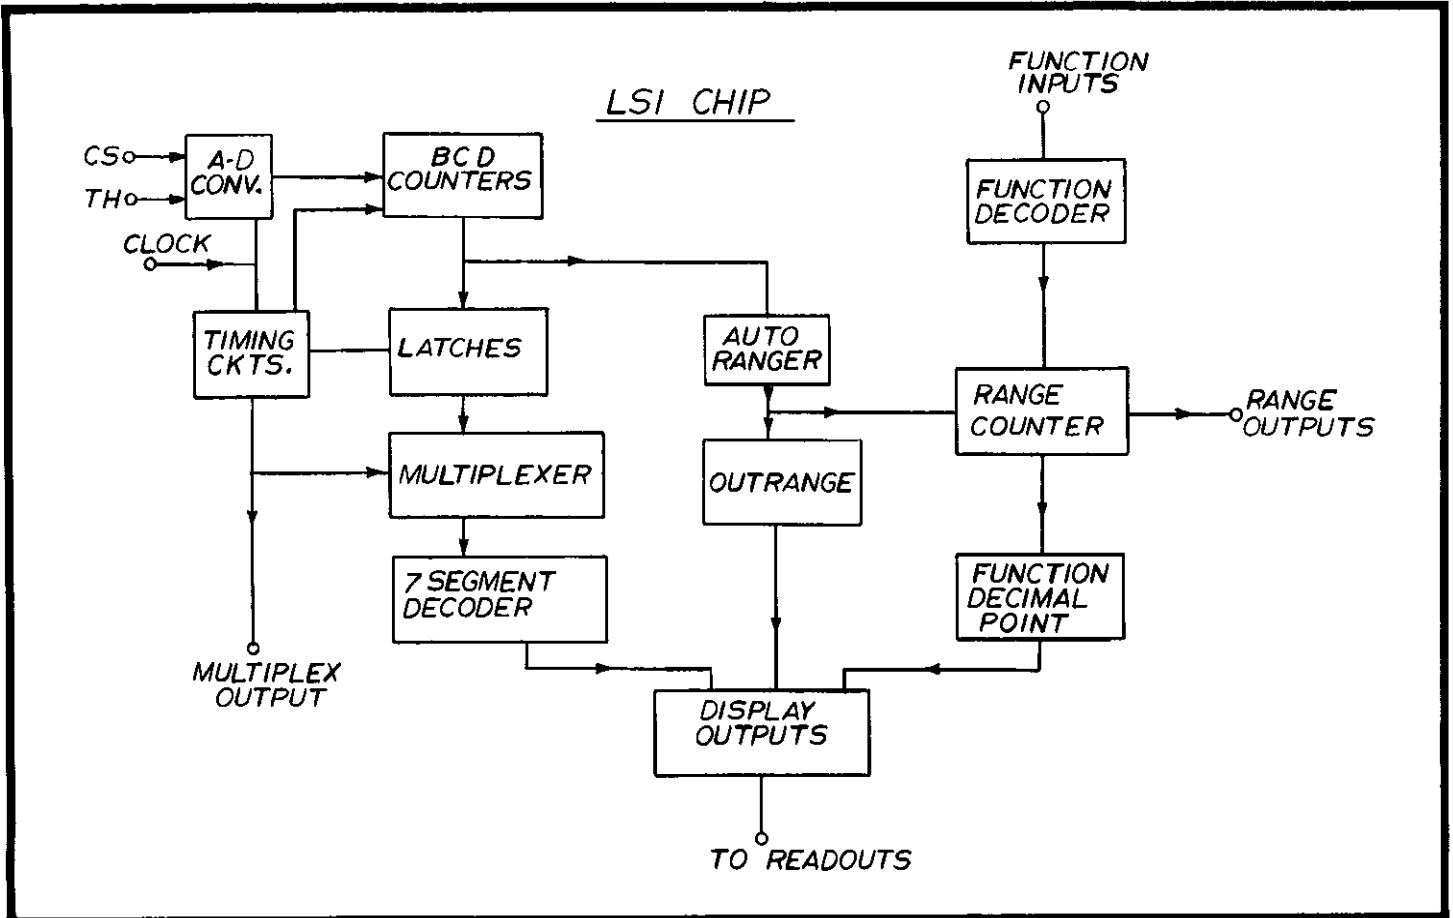 LSI CHIP
FUNCTION
INPUTS
CS
TH
A-D
CONV.
BCD
COUNTERS
FUNCTION
DECODER
CLOCK
TIMING
CKTS.
LATCHES
AUTO
RANGER
RANGE
COUNTER
RANGE
OUTPUTS
MULTIPLEXER
OUTRANGE
7 SEGMENT
DECODER
FUNCTION
DECIMAL
POINT
MULTIPLEX
OUTPUT
DISPLAY
OUTPUTS
TO READOUTS